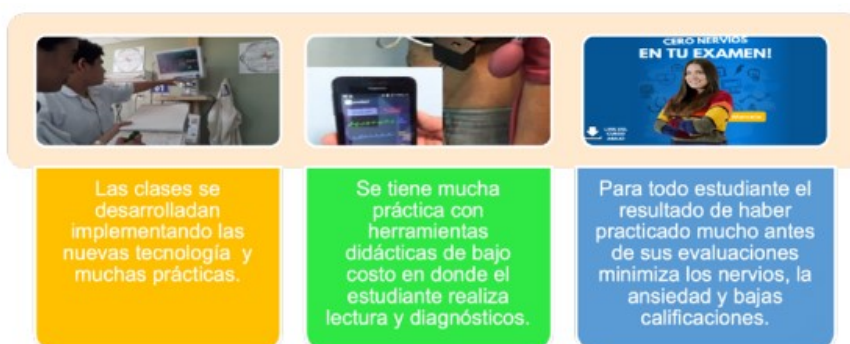 CERO NERVIOS
EN TU EXAMEN!
Las clases se
desarrolladan
implementando las
nuevas tecnología y
muchas prácticas.
Se tiene mucha
práctica con
herramientas
didácticas de bajo
costo en donde el
estudiante realiza
lectura y diagnósticos.
Para todo estudiante el
resultado de haber
practicado mucho antes
de sus evaluaciones
minimiza los nervios, la
ansiedad y bajas
calificaciones.